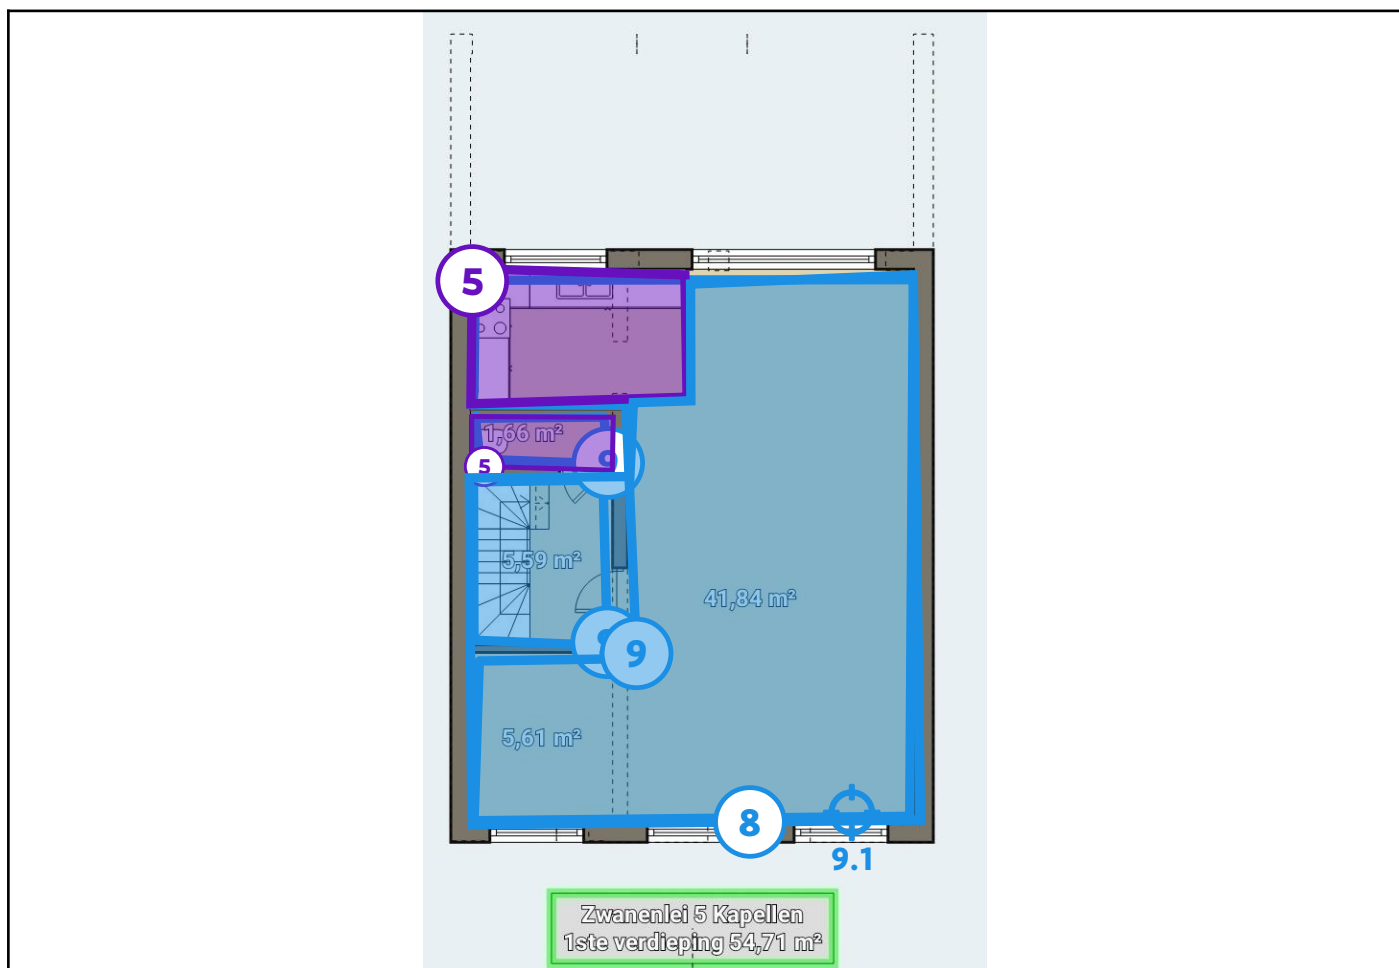 5
1,66 m²
5
9
5,59 m²
41,84 m²
9
5,61 m²
8
9.1
Zwanenlei 5 Kapellen
1ste verdieping 54,71 m²